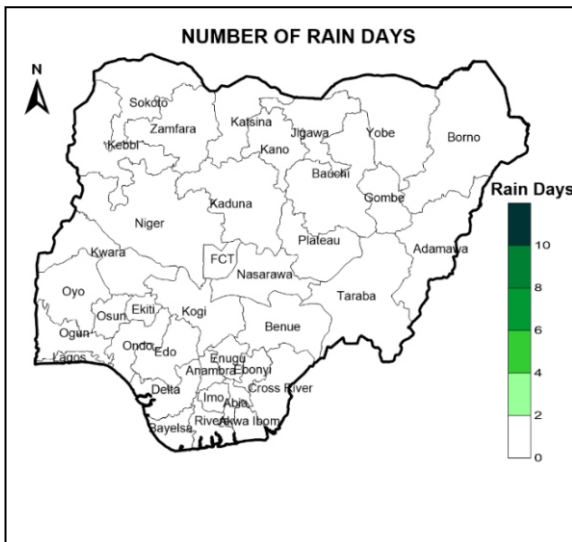 NUMBER OF RAIN DAYS
N
Sokoto
Zamfara
Katsina
Jigawa
Yobe
Borno
Kebbi
Kano
Bauchi
Gombe
Kaduna
Niger
Plateau
Adamawa
Kwara
FCT
Nasarawa
Taraba
Oyo
Osun
Ekiti
Kogi
Benue
Ogun
Lagos
Ondo
Edo
Enugu
Anambra
Ebonyi
Delta
Imo
Abia
Cross River
Bayelsa
Rivers
Akwa Ibom
Rain Days
10
8
6
4
2
0